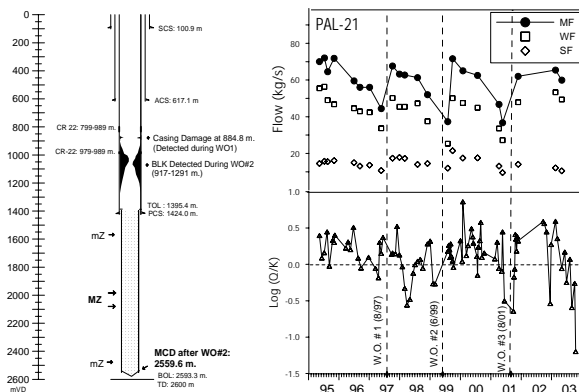 0
200
400
600
800
1000
1200
1400
1600
1800
2000
2200
2400
2600
mVD
SCS: 100.9 m
ACS: 617.1 m
CR 22: 799-989 m.
Casing Damage at 884.8 m.
(Detected during WO1)
CR-22: 979-989 m.
BLK Detected During WO#2
(917-1291 m.)
TOL : 1395.4 m
PCS: 1424.0 m
mZ
MZ
mZ
MCD after WO#2:
2559.6 m.
BOL: 2593.3 m
TD: 2600 m
PAL-21
MF
WF
SF
Flow (kg/s)
80
60
40
20
Log (Q/K)
1.0
0.5
0.0
-0.5
-1.0
-1.5
W.O. # 1 (8/97)
W.O. #2 (6/99)
W.O. #3 (8/01)
95 96 97 98 99 00 01 02 03